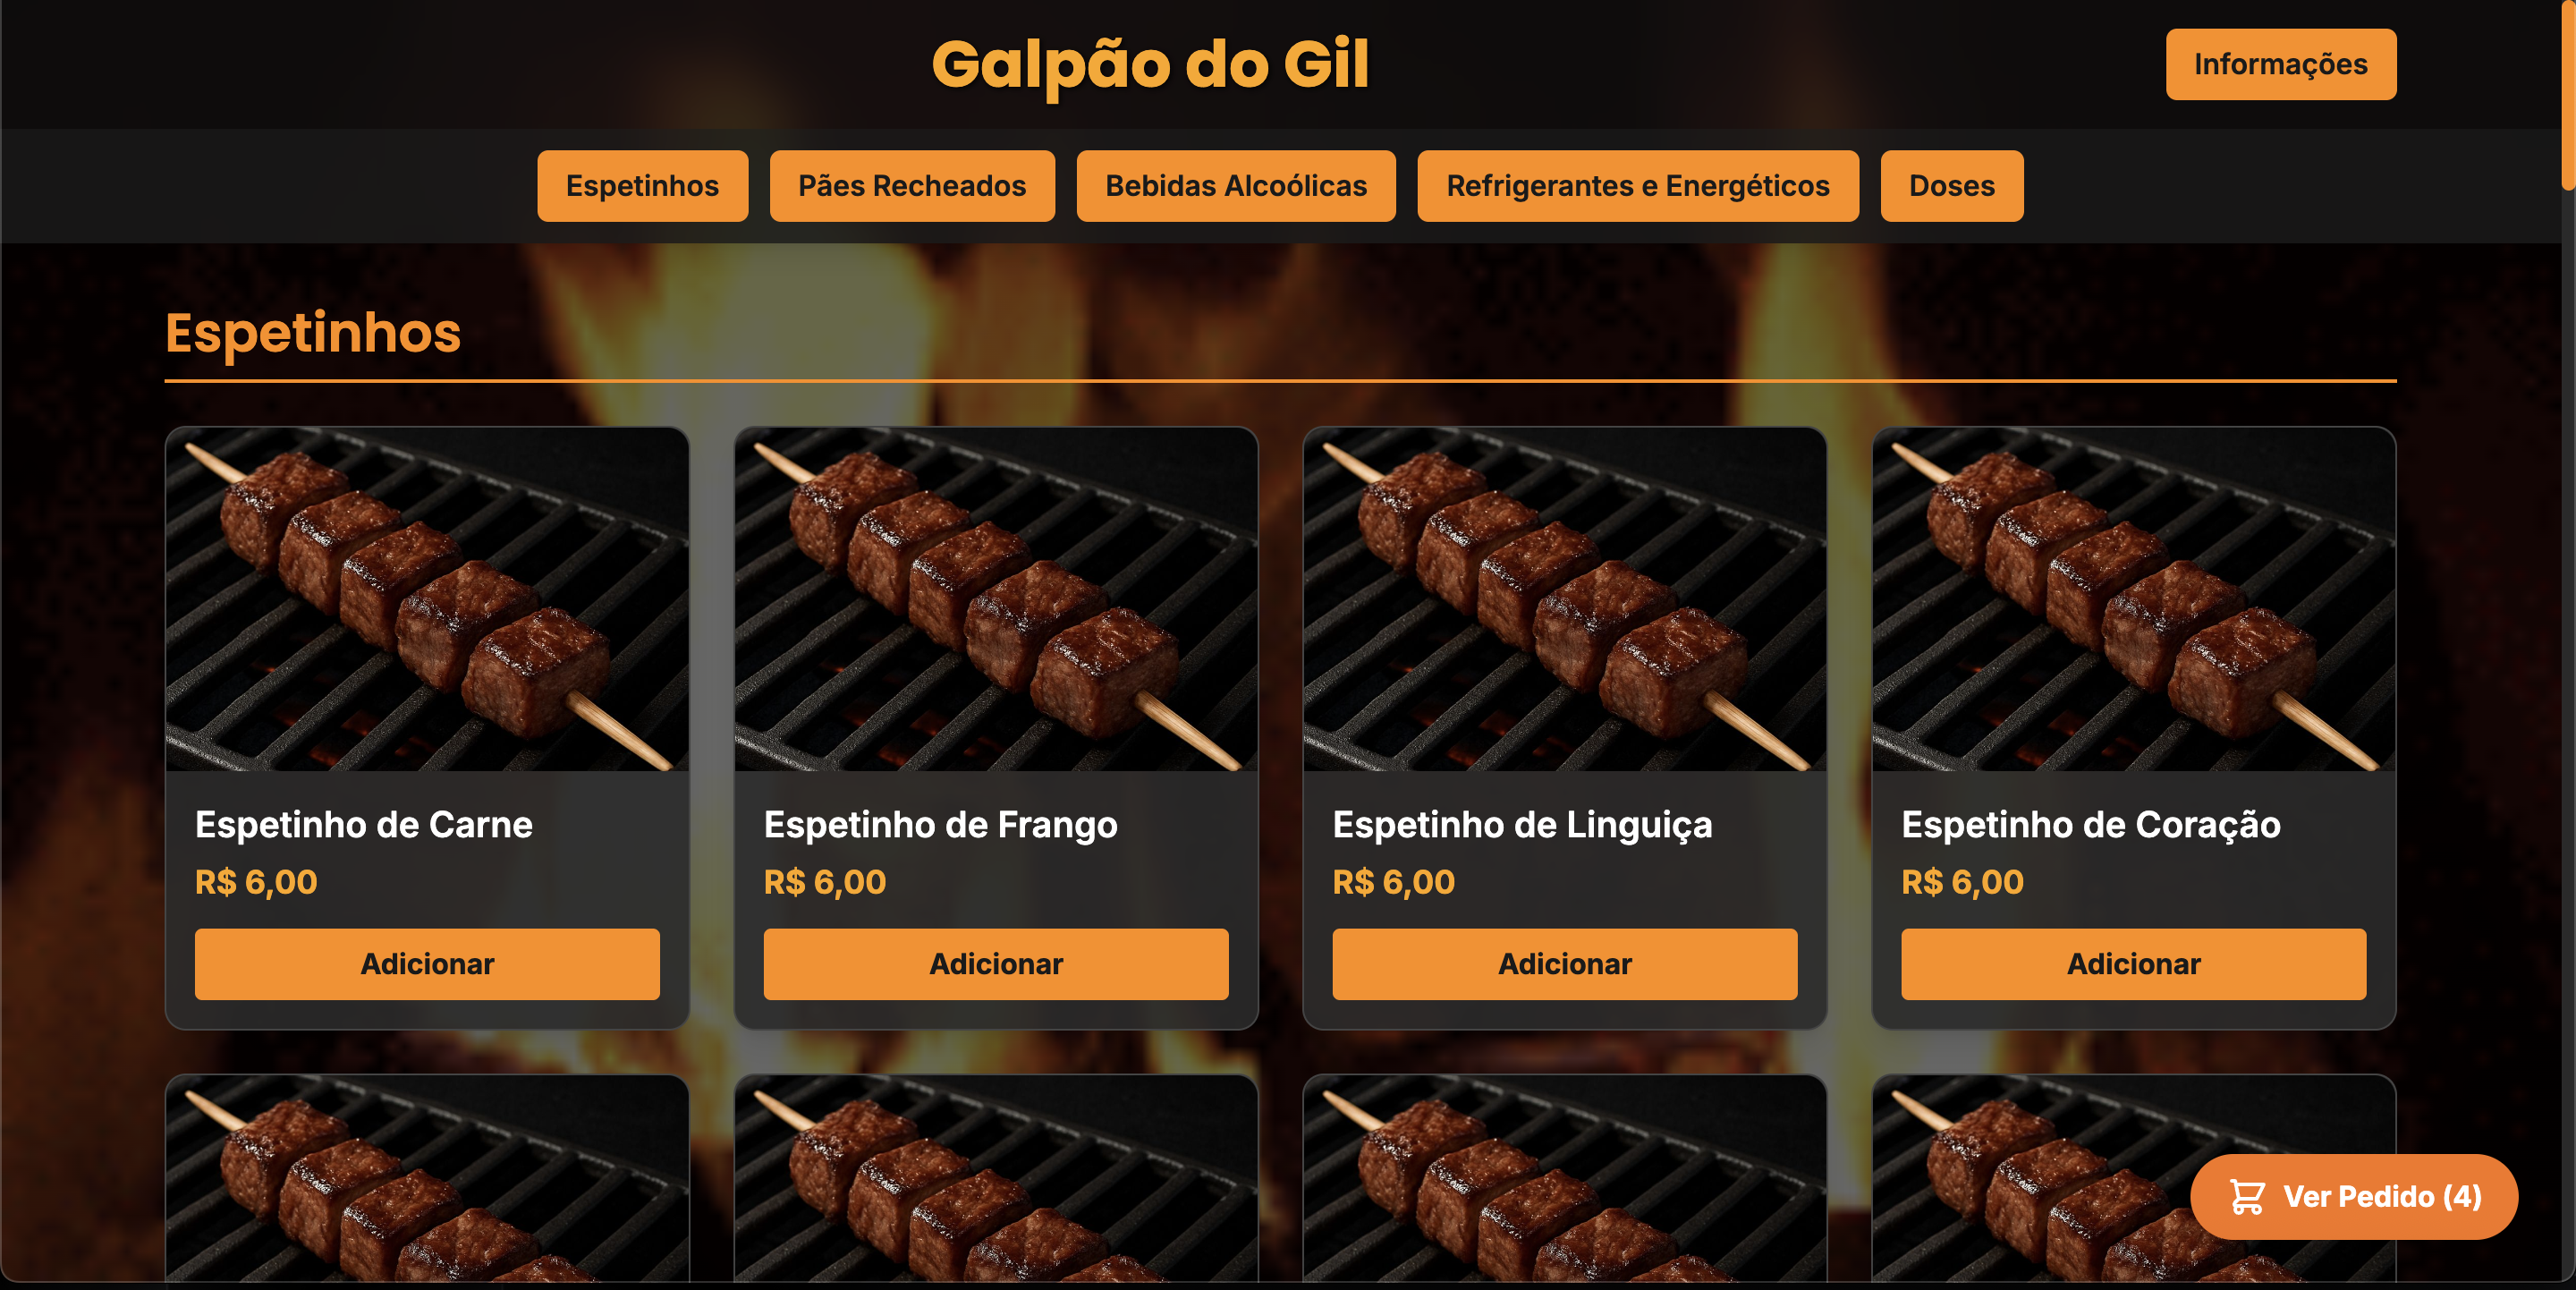 Galpão do Gil
Informações
Espetinhos
Pães Recheados
Bebidas Alcoólicas
Refrigerantes e Energéticos
Doses
Espetinhos
Espetinho de Carne
R$ 6,00
Adicionar
Espetinho de Frango
R$ 6,00
Adicionar
Espetinho de Linguiça
R$ 6,00
Adicionar
Espetinho de Coração
R$ 6,00
Adicionar
Ver Pedido (4)